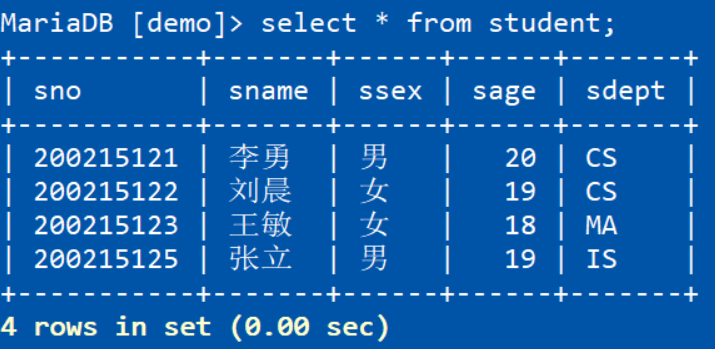 MariaDB [demo]> select * from student;
+-----------+-------+------+------+-------+
| sno       | sname | ssex | sage | sdept |
+-----------+-------+------+------+-------+
| 200215121 | 李勇  | 男   |   20 | CS    |
| 200215122 | 刘晨  | 女   |   19 | CS    |
| 200215123 | 王敏  | 女   |   18 | MA    |
| 200215125 | 张立  | 男   |   19 | IS    |
+-----------+-------+------+------+-------+
4 rows in set (0.00 sec)